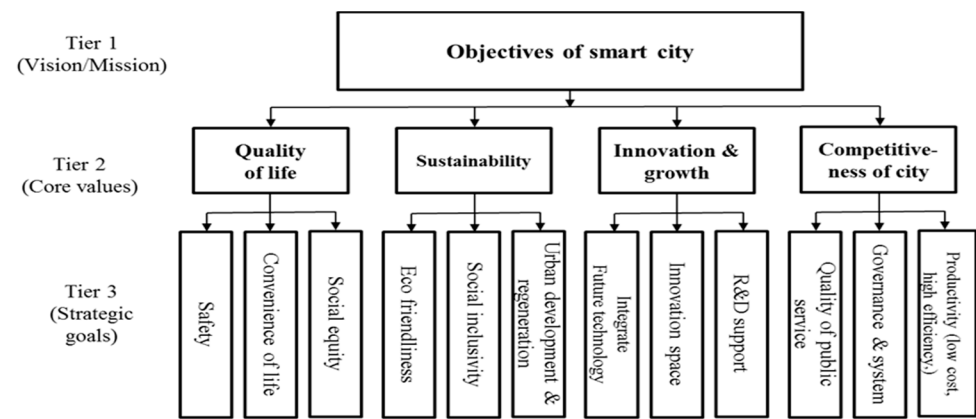 Tier 1
(Vision/Mission)
Objectives of smart city
Tier 2
(Core values)
Quality
of life
Sustainability
Innovation &
growth
Competitive-
ness of city
Tier 3
(Strategic
goals)
Safety
Convenience of life
Social equity
Eco friendliness
Social inclusivity
Urban development &
regeneration
Integrate
Future technology
Innovation space
R&D support
Quality of public
service
Governance & system
Productivity (low cost,
high efficiency,)